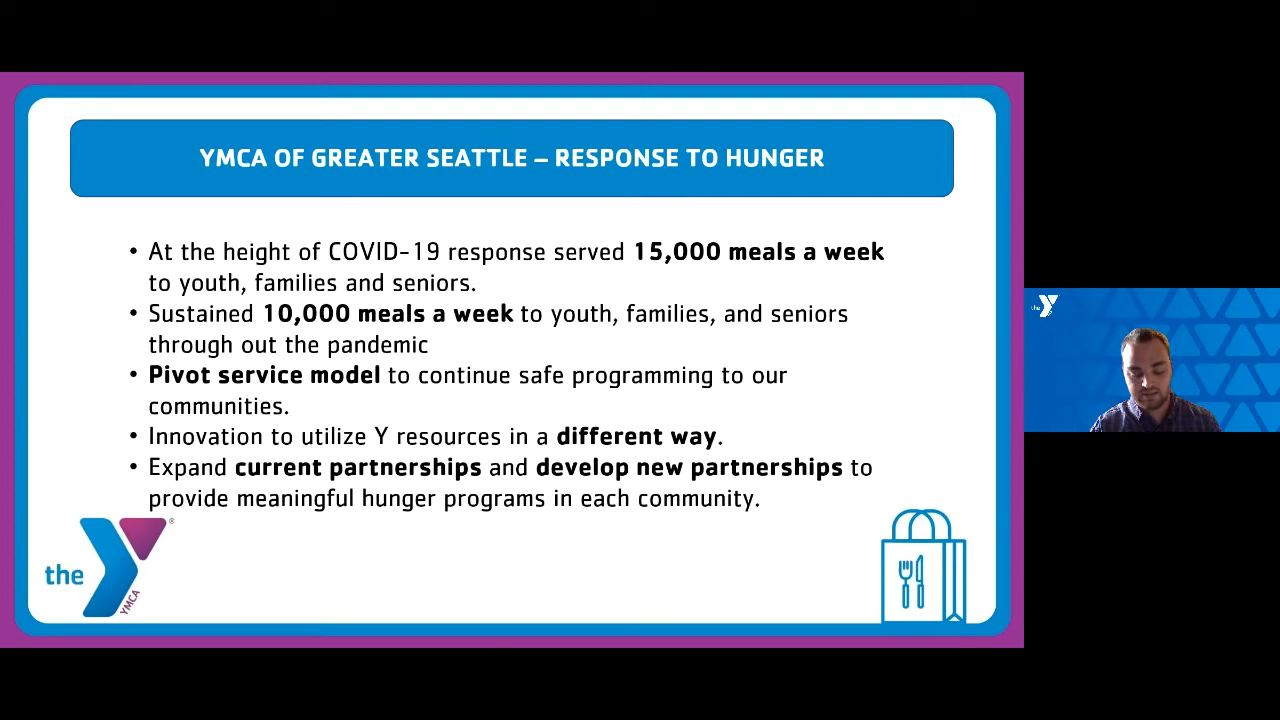 YMCA OF GREATER SEATTLE – RESPONSE TO HUNGER
• At the height of COVID-19 response served 15,000 meals a week
to youth, families and seniors.
• Sustained 10,000 meals a week to youth, families, and seniors
through out the pandemic
• Pivot service model to continue safe programming to our
communities.
• Innovation to utilize Y resources in a different way.
• Expand current partnerships and develop new partnerships to
provide meaningful hunger programs in each community.
the Y ®
YMCA
the Y